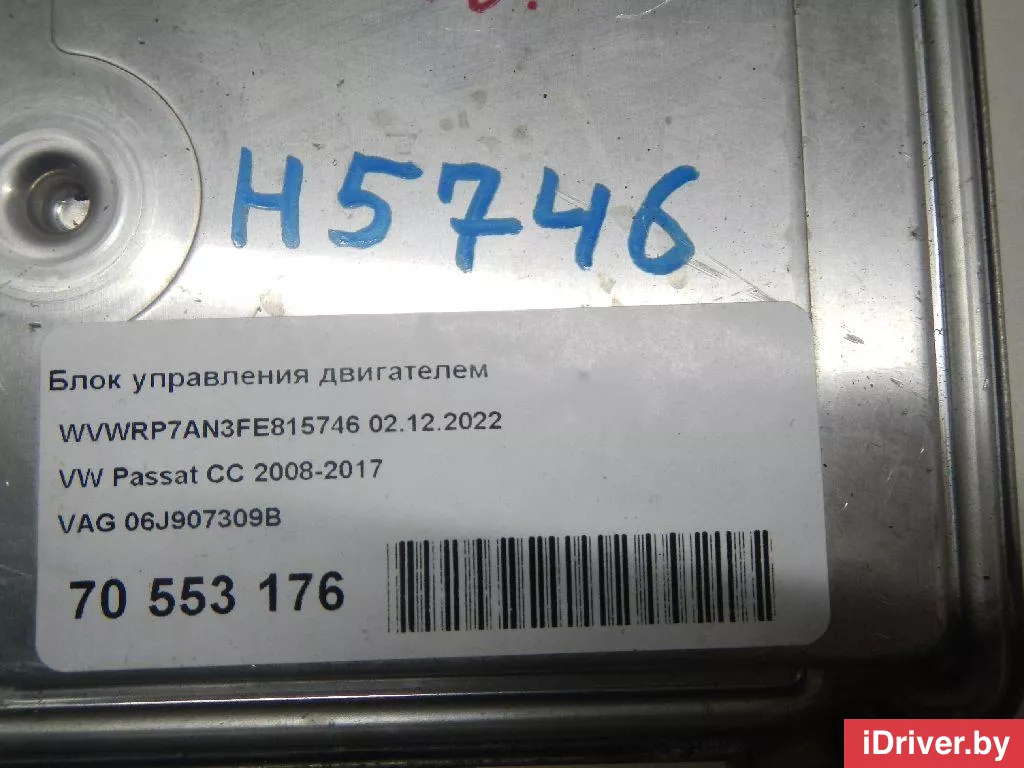 H5746
Блок управления двигателем
WVWRP7AN3FE815746 02.12.2022
VW Passat CC 2008-2017
VAG 06J907309B
70 553 176
iDriver.by